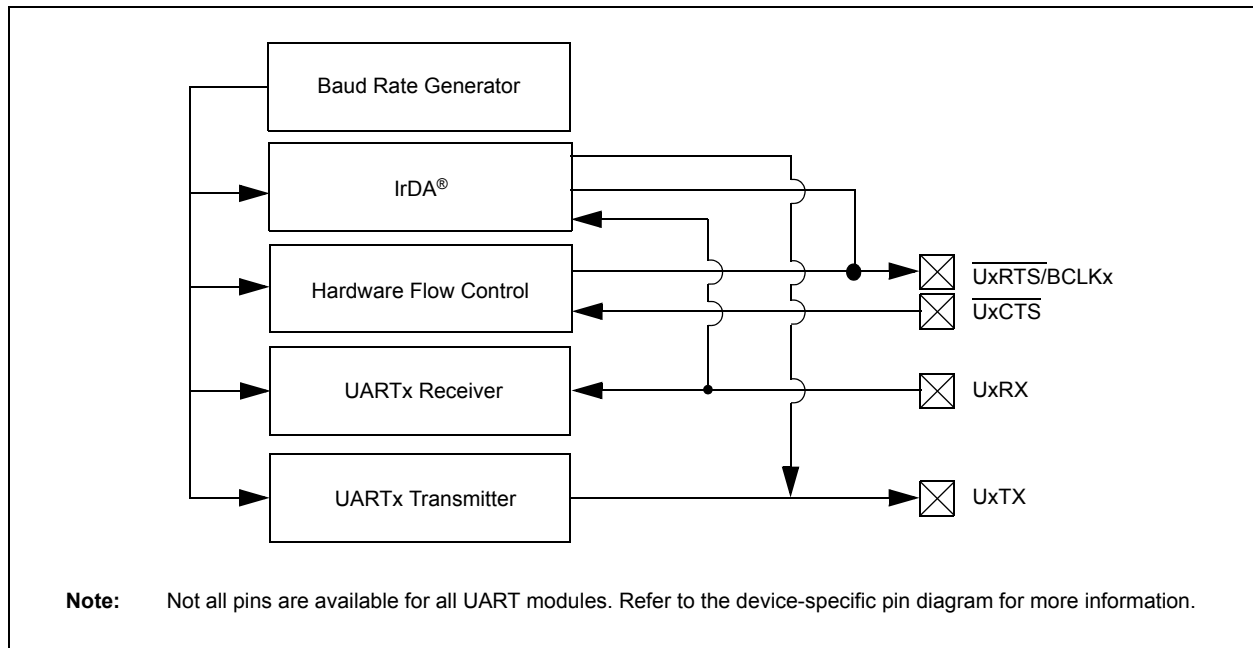 Baud Rate Generator
IrDA®
Hardware Flow Control
UxRTS/BCLKx
UxCTS
UARTx Receiver
UxRX
UARTx Transmitter
UxTX
Note: Not all pins are available for all UART modules. Refer to the device-specific pin diagram for more information.